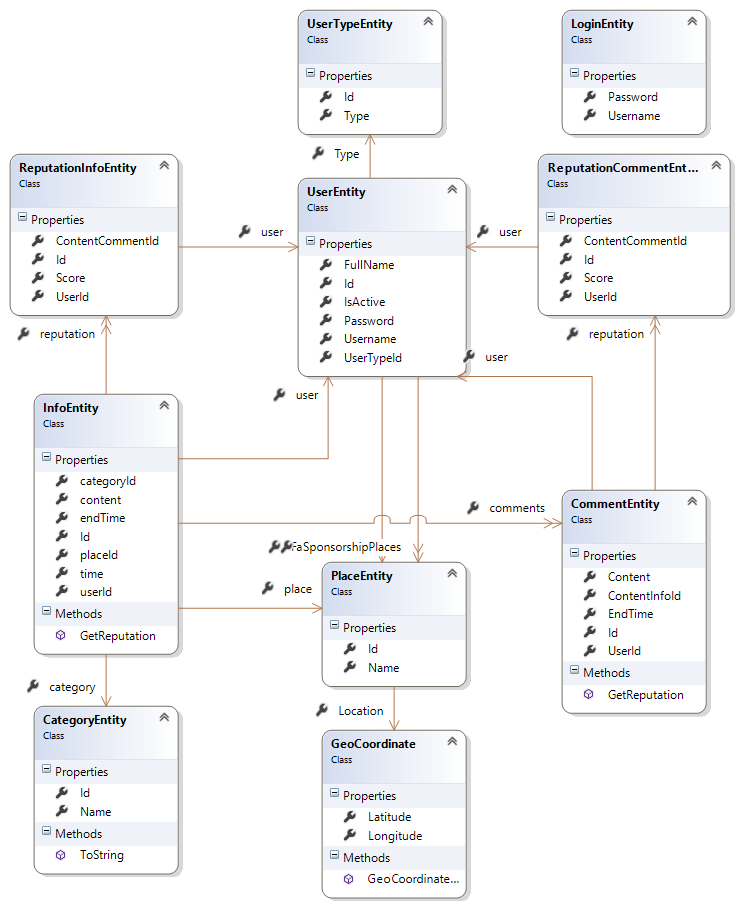 UserTypeEntity
Class
Properties
Id
Type
LoginEntity
Class
Properties
Password
Username
Type
ReputationInfoEntity
Class
Properties
ContentCommentId
Id
Score
UserId
user
UserEntity
Class
Properties
FullName
Id
IsActive
Password
Username
UserTypeId
user
ReputationCommentEnt...
Class
Properties
ContentCommentId
Id
Score
UserId
reputation
reputation
user
user
InfoEntity
Class
Properties
categoryId
content
endTime
Id
placeId
time
userId
Methods
GetReputation
comments
CommentEntity
Class
Properties
Content
ContentInfoId
EndTime
Id
UserId
Methods
GetReputation
FaSponsorshipPlaces
place
PlaceEntity
Class
Properties
Id
Name
category
Location
CategoryEntity
Class
Properties
Id
Name
Methods
ToString
GeoCoordinate
Class
Properties
Latitude
Longitude
Methods
GeoCoordinate...